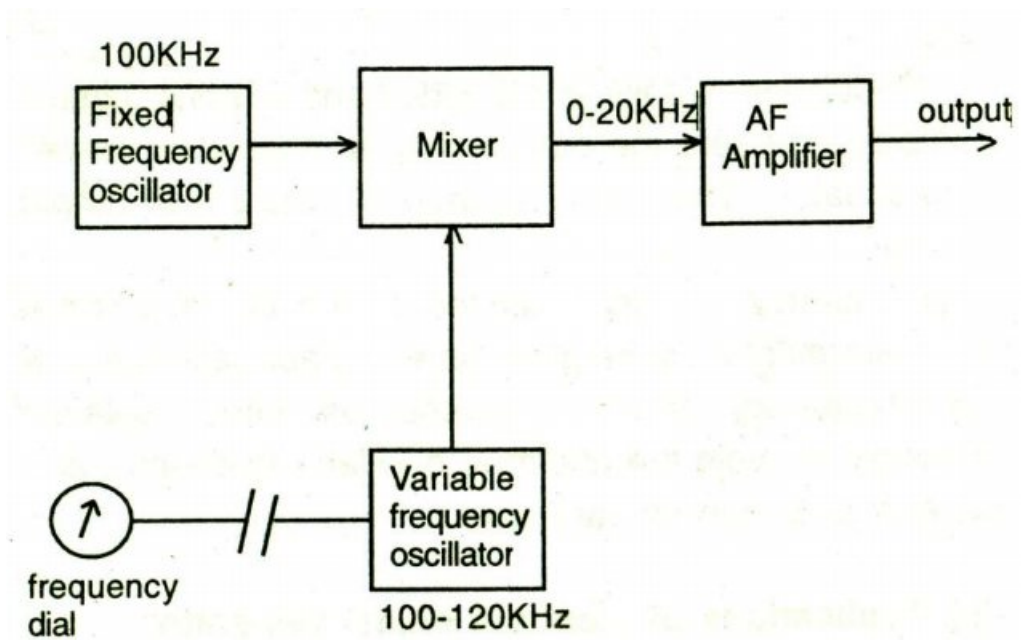 100KHz
Fixed
Frequency
oscillator
Mixer
0-20KHz
AF
Amplifier
output
Variable
frequency
oscillator
100-120KHz
frequency
dial